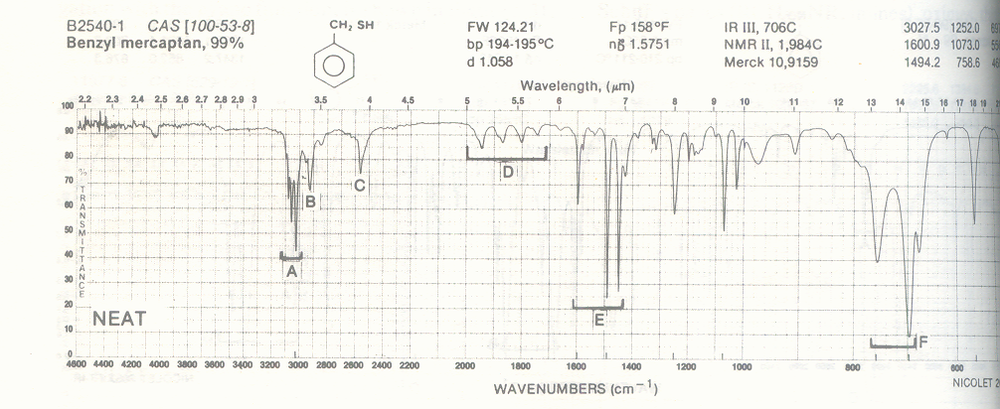 B2540-1 CAS [100-53-8]
Benzyl mercaptan, 99%
CH2 SH
FW 124.21
bp 194-195°C
d 1.058
Fp 158°F
1.5751
IR III, 706C
NMR II, 1,984C
Merck 10,9159
3027.5 1252.0
1600.9 1073.0
1494.2 758.6
Wavelength, (μm)
2.2 2.3 2.4 2.5 2.6 2.7 2.8 2.9 3 3.5 4 4.5 5 5.5 6 7 8 9 10 11 12 13 14 15 16 17 18 19
100
90
80
70
60
50
40
30
20
10
0
% TRANSMITTANCE
A
B
C
D
E
F
NEAT
4800 4400 4200 4000 3800 3600 3400 3200 3000 2800 2600 2400 2200 2000 1800 1600 1400 1200 1000 800 600
WAVENUMBERS (cm−1)
NICOLET